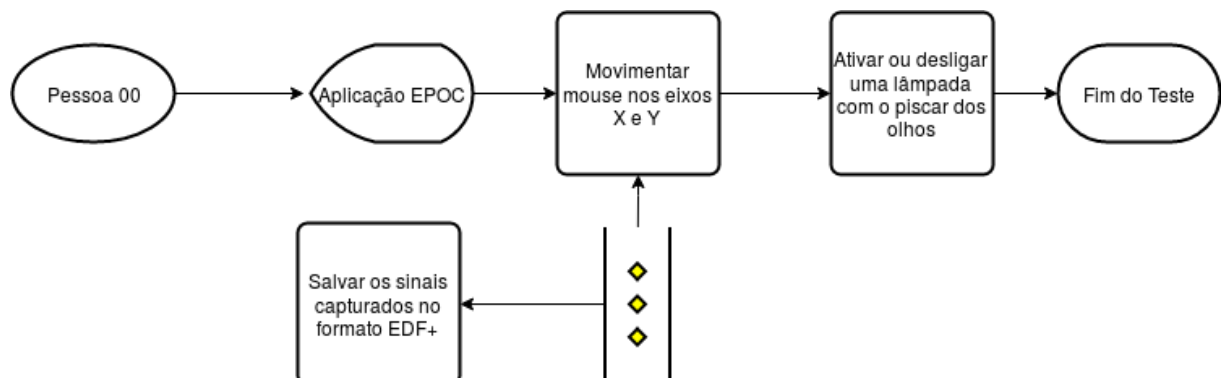 Pessoa 00
Aplicação EPOC
Movimentar
mouse nos eixos
X e Y
Ativar ou desligar
uma lâmpada
com o piscar dos
olhos
Fim do Teste
Salvar os sinais
capturados no
formato EDF+